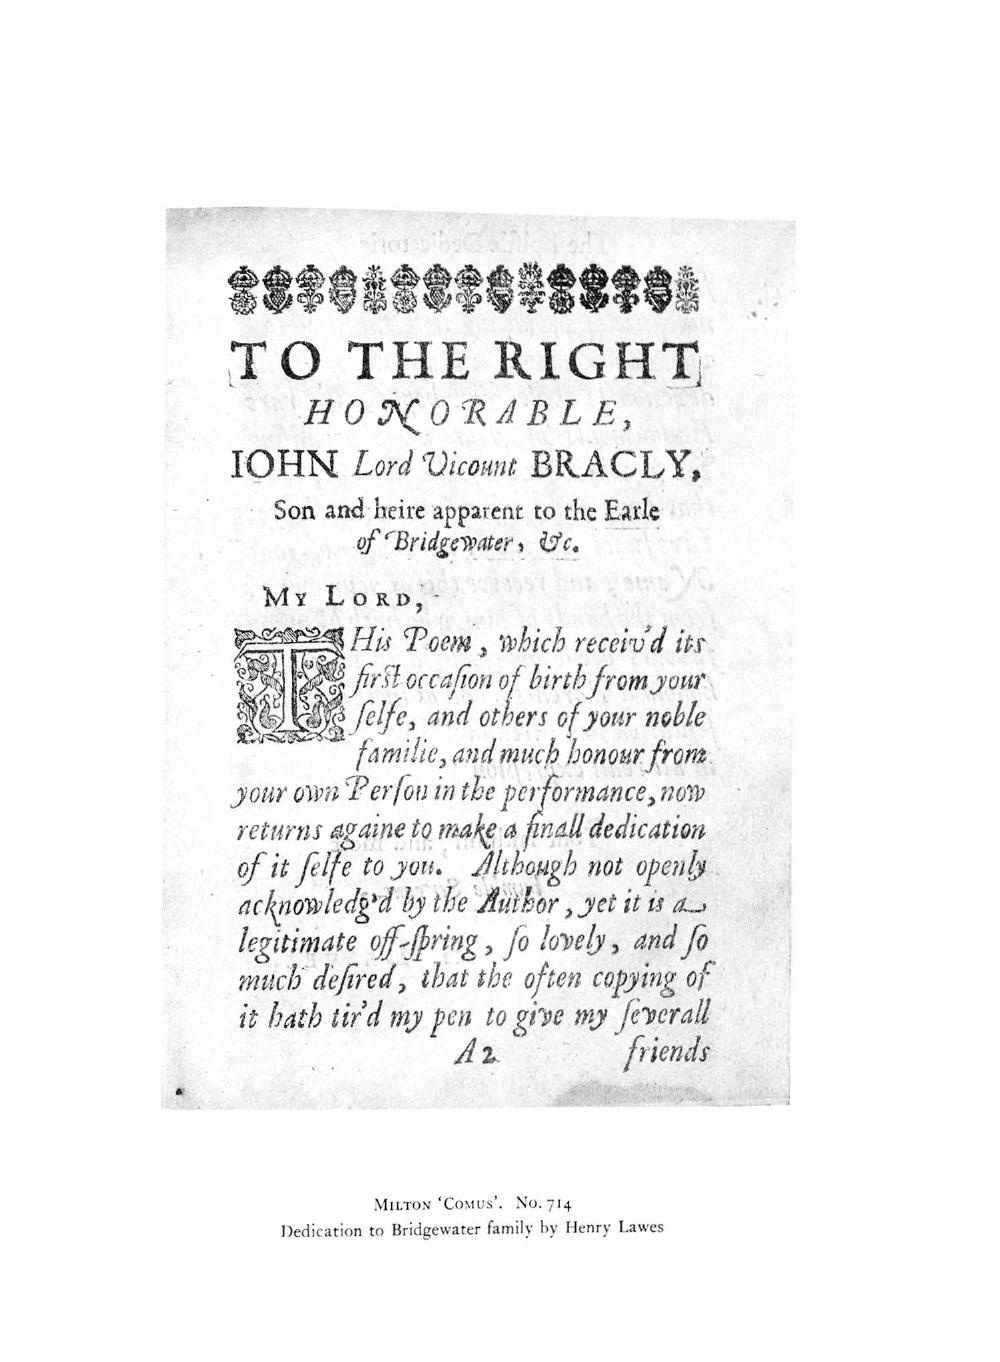 TO THE RIGHT
HONORABLE,
IOHN Lord Vicount BRACLY,
Son and heire apparent to the Earle
of Bridgewater, &c.
MY LORD,
THis Poem, which receiv'd its
first occaſion of birth from your
ſelfe, and others of your noble
familie, and much honour from
your own Perſon in the performance, now
returns againe to make a finall dedication
of it ſelfe to you. Although not openly
acknowledg'd by the Author, yet it is a
legitimate off-ſpring, ſo lovely, and ſo
much deſired, that the often copying of
it hath tir'd my pen to give my ſeverall
A2 friends
MILTON ‘COMUS’. No. 714
Dedication to Bridgewater family by Henry Lawes